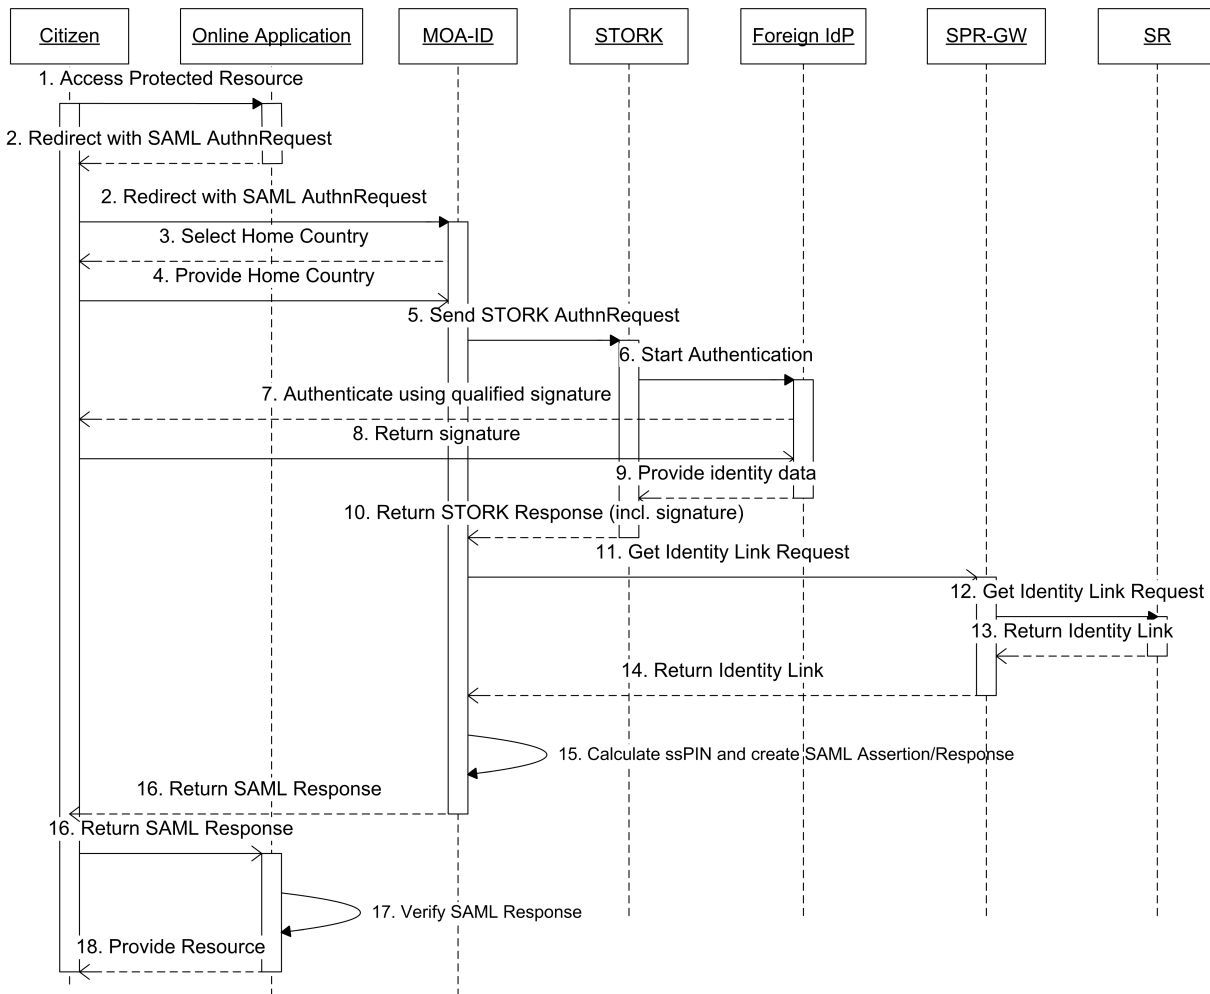 Citizen
Online Application
MOA-ID
STORK
Foreign IdP
SPR-GW
SR
1. Access Protected Resource
2. Redirect with SAML AuthnRequest
2. Redirect with SAML AuthnRequest
3. Select Home Country
4. Provide Home Country
5. Send STORK AuthnRequest
6. Start Authentication
7. Authenticate using qualified signature
8. Return signature
9. Provide identity data
10. Return STORK Response (incl. signature)
11. Get Identity Link Request
12. Get Identity Link Request
13. Return Identity Link
14. Return Identity Link
15. Calculate ssPIN and create SAML Assertion/Response
16. Return SAML Response
16. Return SAML Response
17. Verify SAML Response
18. Provide Resource